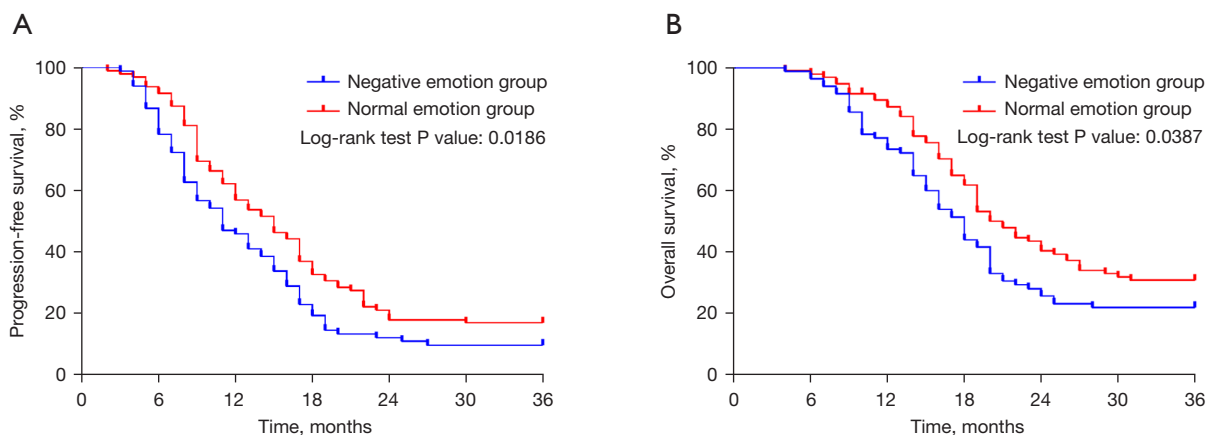 A
Progression-free survival, %
100
80
60
40
20
0
Negative emotion group
Normal emotion group
Log-rank test P value: 0.0186
0 6 12 18 24 30 36
Time, months
B
Overall survival, %
100
80
60
40
20
0
Negative emotion group
Normal emotion group
Log-rank test P value: 0.0387
0 6 12 18 24 30 36
Time, months